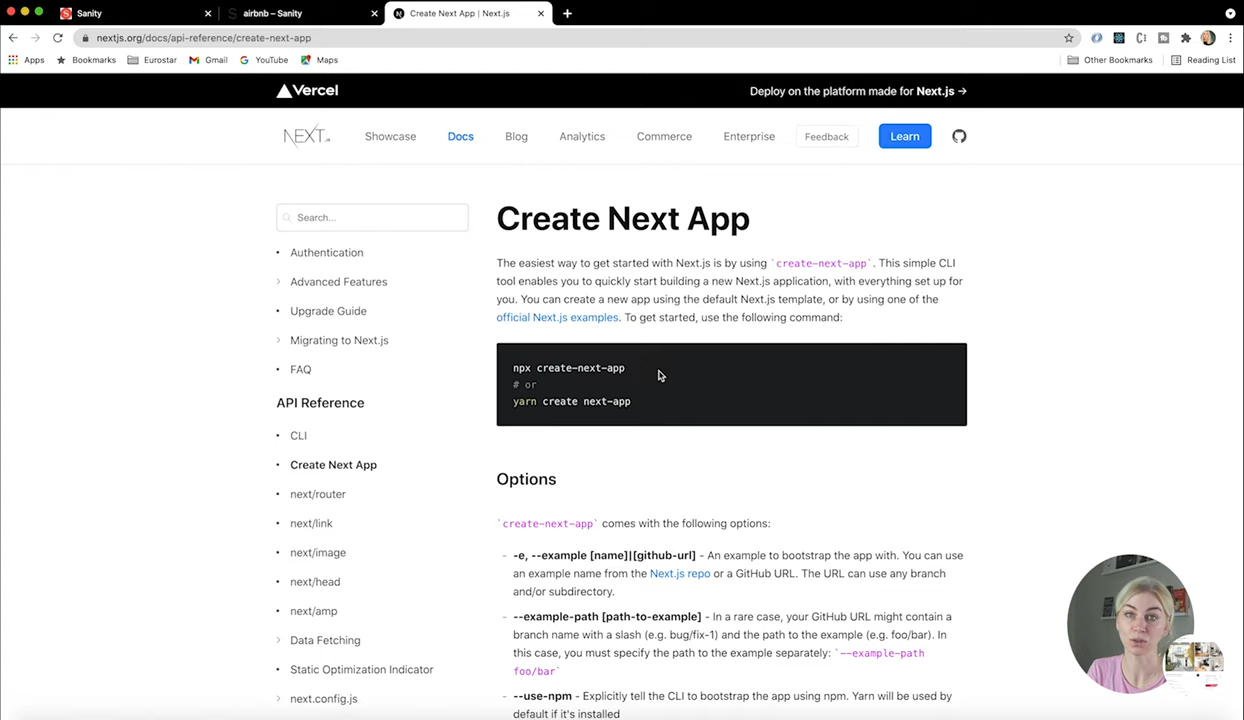 Sanity
airbnb – Sanity
Create Next App | Next.js
nextjs.org/docs/api-reference/create-next-app
Apps
Bookmarks
Eurostar
Gmail
YouTube
Maps
Other Bookmarks
Reading List
Vercel
Deploy on the platform made for Next.js →
NEXT.js
Showcase
Docs
Blog
Analytics
Commerce
Enterprise
Feedback
Learn
Search...
Authentication
Advanced Features
Upgrade Guide
Migrating to Next.js
FAQ
API Reference
CLI
Create Next App
next/router
next/link
next/image
next/head
next/amp
Data Fetching
Static Optimization Indicator
next.config.js
Create Next App
The easiest way to get started with Next.js is by using `create-next-app`. This simple CLI
tool enables you to quickly start building a new Next.js application, with everything set up for
you. You can create a new app using the default Next.js template, or by using one of the
official Next.js examples. To get started, use the following command:
npx create-next-app
# or
yarn create next-app
Options
`create-next-app` comes with the following options:
- -e, --example [name]|[github-url] - An example to bootstrap the app with. You can use
an example name from the Next.js repo or a GitHub URL. The URL can use any branch
and/or subdirectory.
- --example-path [path-to-example] - In a rare case, your GitHub URL might contain a
branch name with a slash (e.g. bug/fix-1) and the path to the example (e.g. foo/bar). In
this case, you must specify the path to the example separately: `--example-path
foo/bar`
- --use-npm - Explicitly tell the CLI to bootstrap the app using npm. Yarn will be used by
default if it's installed